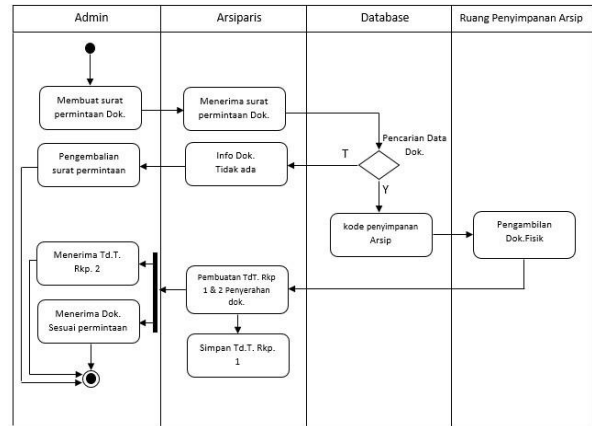 Admin
Arsiparis
Database
Ruang Penyimpanan Arsip
Membuat surat
permintaan Dok.
Menerima surat
permintaan Dok.
Pencarian Data
Dok.
T
Y
Info Dok.
Tidak ada
Pengembalian
surat permintaan
kode penyimpanan
Arsip
Pengambilan
Dok.Fisik
Menerima Td.T.
Rkp. 2
Pembuatan TdT. Rkp
1 & 2 Penyerahan
dok.
Menerima Dok.
Sesuai permintaan
Simpan Td.T. Rkp.
1